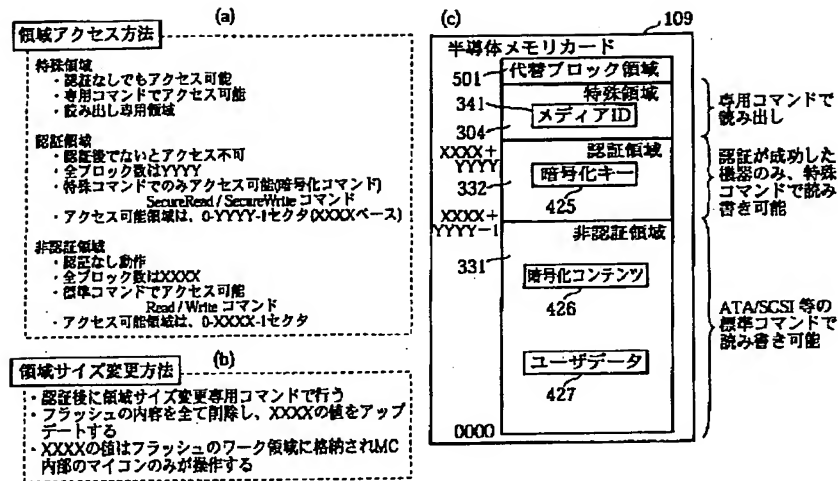 (a)
領域アクセス方法
特殊領域
・認証なしでもアクセス可能
・専用コマンドでアクセス可能
・読み出し専用領域
認証領域
・認証後でないとアクセス不可
・全ブロック数はYYYY
・特殊コマンドでのみアクセス可能(暗号化コマンド)
SecureRead / SecureWrite コマンド
・アクセス可能領域は、0-YYYY-1セクタ(XXXXベース)
非認証領域
・認証なし動作
・全ブロック数はXXXX
・標準コマンドでアクセス可能
Read / Write コマンド
・アクセス可能領域は、0-XXXX-1セクタ
(b)
領域サイズ変更方法
・認証後に領域サイズ変更専用コマンドで行う
・フラッシュの内容を全て削除し、XXXXの値をアップ
デートする
・XXXXの値はフラッシュのワーク領域に格納されMC
内部のマイコンのみが操作する
(c)
109
半導体メモリカード
501
代替ブロック領域
特殊領域
341
メディアID
304
専用コマンドで
読み出し
XXXX+
YYYY
認証領域
332
暗号化キー
425
認証が成功した
機器のみ、特殊
コマンドで読み
書き可能
XXXX+
YYYY-1
非認証領域
331
暗号化コンテンツ
426
ATA/SCSI 等の
標準コマンドで
読み書き可能
ユーザデータ
427
0000